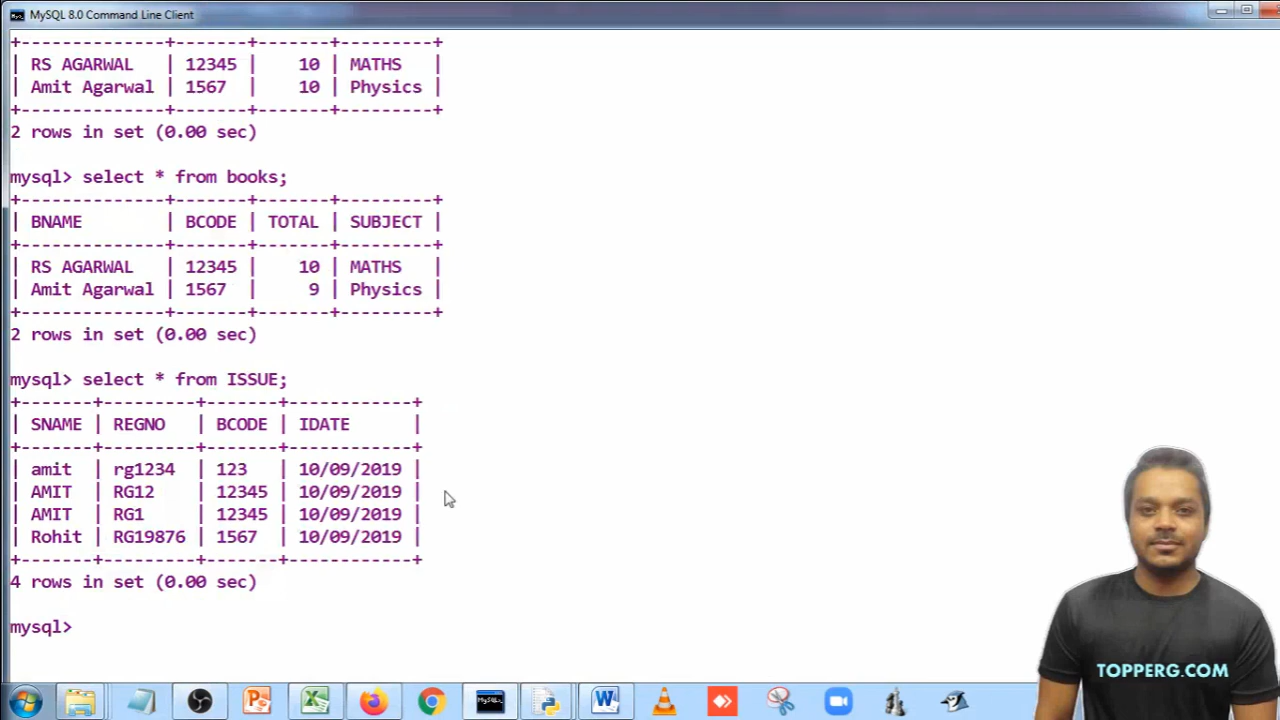 MySQL 8.0 Command Line Client
+--------------+-------+-------+---------+
| RS AGARWAL   | 12345 |    10 | MATHS   |
| Amit Agarwal | 1567  |    10 | Physics |
+--------------+-------+-------+---------+
2 rows in set (0.00 sec)
mysql> select * from books;
+--------------+-------+-------+---------+
| BNAME        | BCODE | TOTAL | SUBJECT |
+--------------+-------+-------+---------+
| RS AGARWAL   | 12345 |    10 | MATHS   |
| Amit Agarwal | 1567  |     9 | Physics |
+--------------+-------+-------+---------+
2 rows in set (0.00 sec)
mysql> select * from ISSUE;
+-------+---------+-------+------------+
| SNAME | REGNO   | BCODE | IDATE      |
+-------+---------+-------+------------+
| amit  | rg1234  | 123   | 10/09/2019 |
| AMIT  | RG12    | 12345 | 10/09/2019 |
| AMIT  | RG1     | 12345 | 10/09/2019 |
| Rohit | RG19876 | 1567  | 10/09/2019 |
+-------+---------+-------+------------+
4 rows in set (0.00 sec)
mysql>
TOPPERG.COM